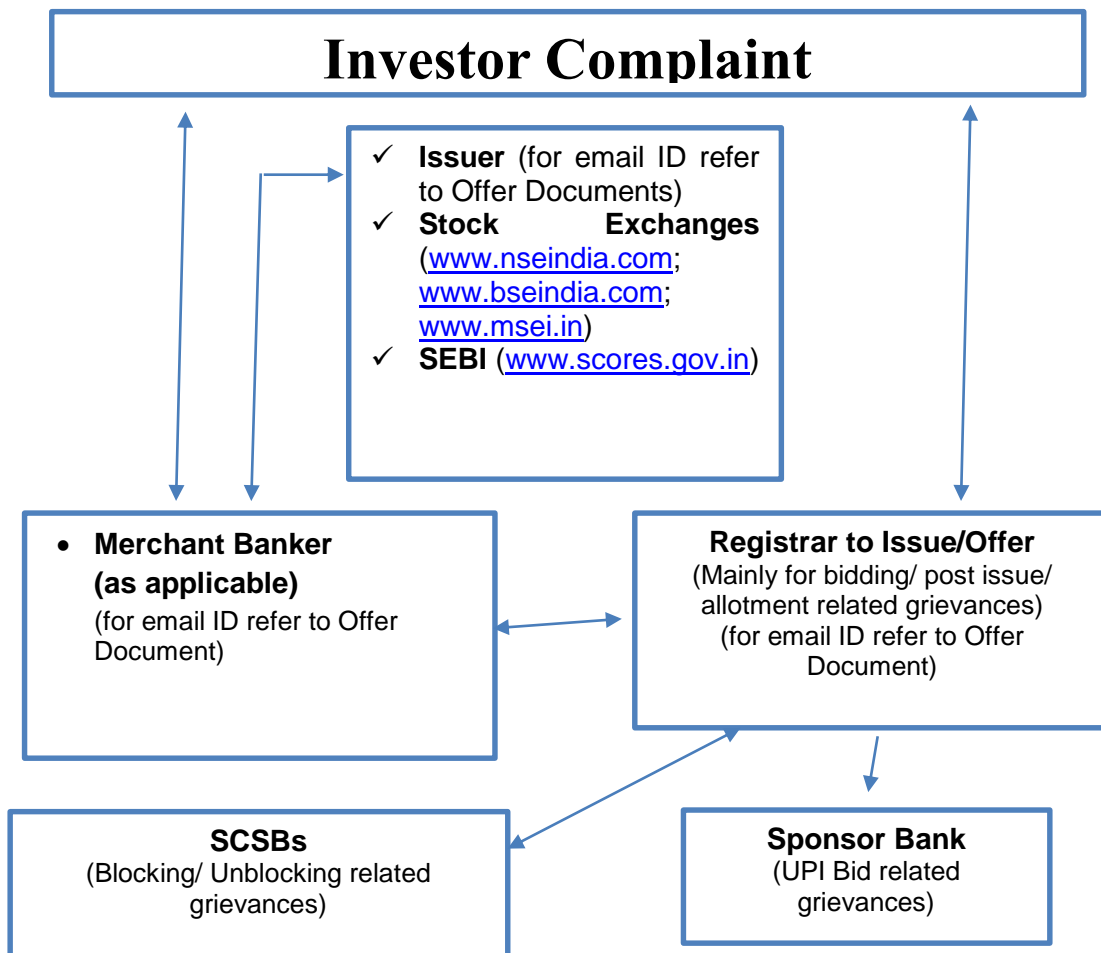 Investor Complaint
✓ Issuer (for email ID refer
to Offer Documents)
✓ Stock Exchanges
(www.nseindia.com;
www.bseindia.com;
www.msei.in)
✓ SEBI (www.scores.gov.in)
• Merchant Banker
(as applicable)
(for email ID refer to Offer
Document)
Registrar to Issue/Offer
(Mainly for bidding/ post issue/
allotment related grievances)
(for email ID refer to Offer
Document)
SCSBs
(Blocking/ Unblocking related
grievances)
Sponsor Bank
(UPI Bid related
grievances)